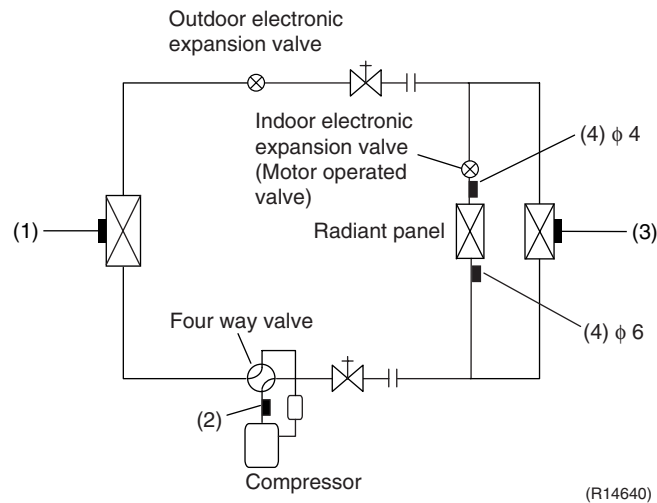 Outdoor electronic
expansion valve
Indoor electronic
expansion valve
(Motor operated
valve)
(4) ϕ 4
(1)
Radiant panel
(3)
Four way valve
(4) ϕ 6
(2)
Compressor
(R14640)